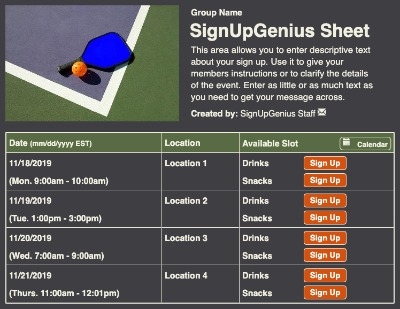 Group Name
SignUpGenius Sheet
This area allows you to enter descriptive text
about your sign up. Use it to give your
members instructions or to clarify the details
of the event. Enter as little or as much text as
you need to get your message across.
Created by: SignUpGenius Staff
Date (mm/dd/yyyy EST) Location Available Slot Calendar
11/18/2019 Location 1 Drinks Sign Up
(Mon. 9:00am - 10:00am) Snacks Sign Up
11/19/2019 Location 2 Drinks Sign Up
(Tue. 1:00pm - 3:00pm) Snacks Sign Up
11/20/2019 Location 3 Drinks Sign Up
(Wed. 7:00am - 9:00am) Snacks Sign Up
11/21/2019 Location 4 Drinks Sign Up
(Thurs. 11:00am - 12:01pm) Snacks Sign Up